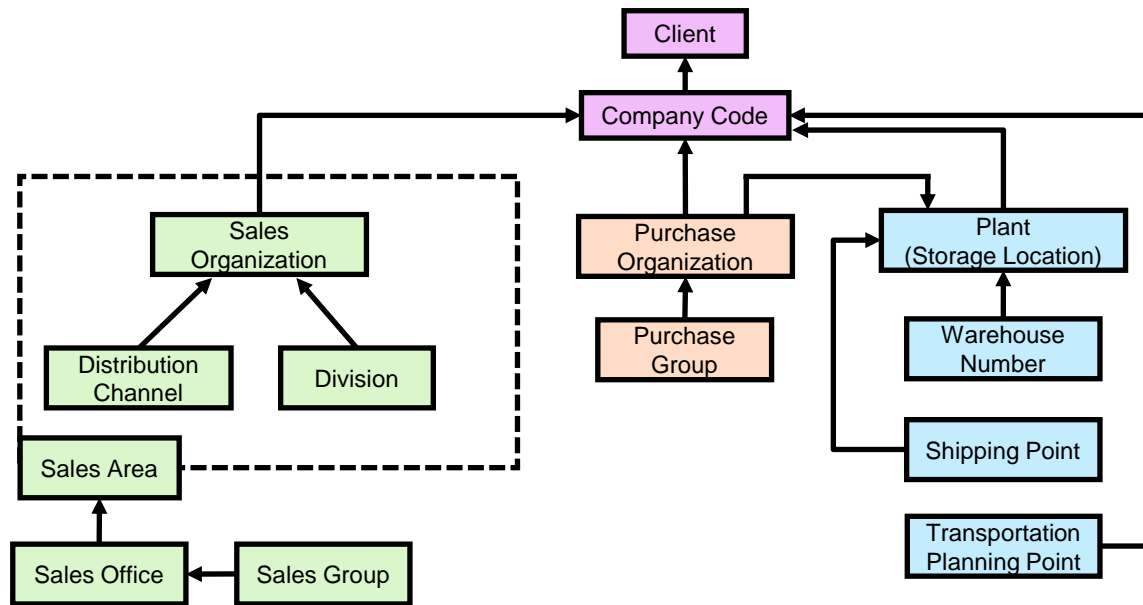 Client
Company Code
Sales
Organization
Purchase
Organization
Plant
(Storage Location)
Distribution
Channel
Division
Purchase
Group
Warehouse
Number
Sales Area
Shipping Point
Sales Office
Sales Group
Transportation
Planning Point